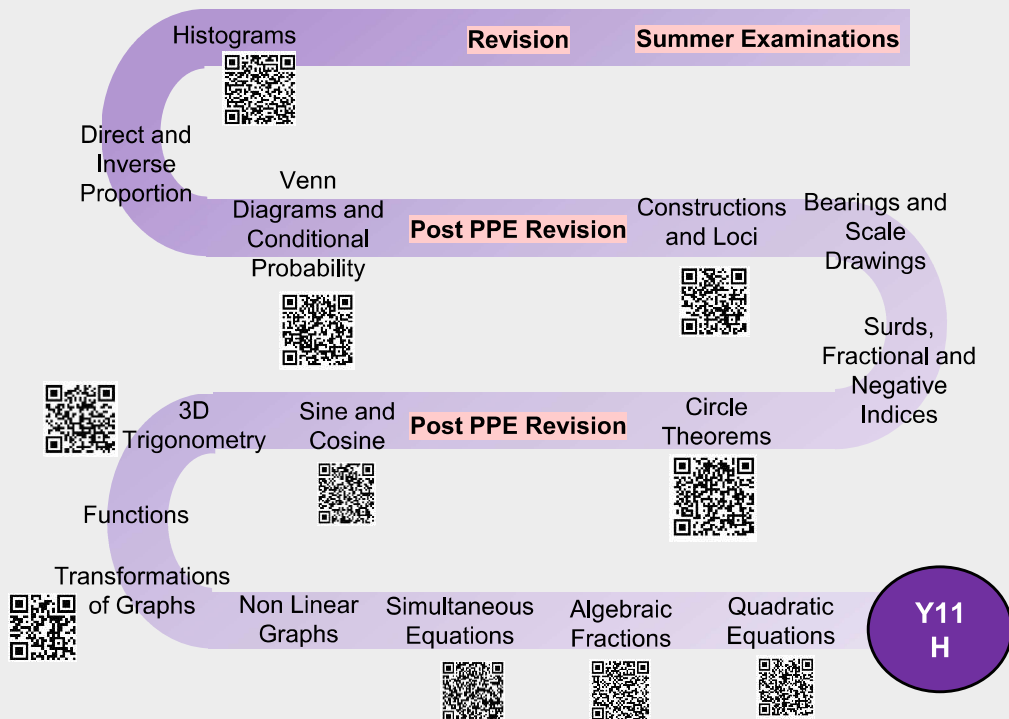 Histograms
Revision
Summer Examinations
Direct and
Inverse
Proportion
Venn
Diagrams and
Conditional
Probability
Post PPE Revision
Constructions
and Loci
Bearings and
Scale
Drawings
Surds,
Fractional and
Negative
Indices
3D
Trigonometry
Sine and
Cosine
Post PPE Revision
Circle
Theorems
Functions
Transformations
of Graphs
Non Linear
Graphs
Simultaneous
Equations
Algebraic
Fractions
Quadratic
Equations
Y11
H